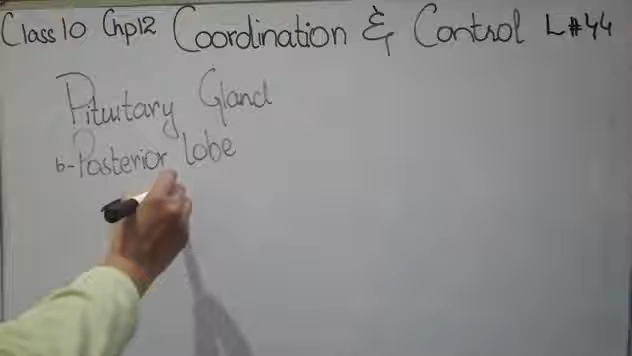 Class 10 Chp12 Coordination & Control L#44
Pituitary Gland
b-Posterior lobe